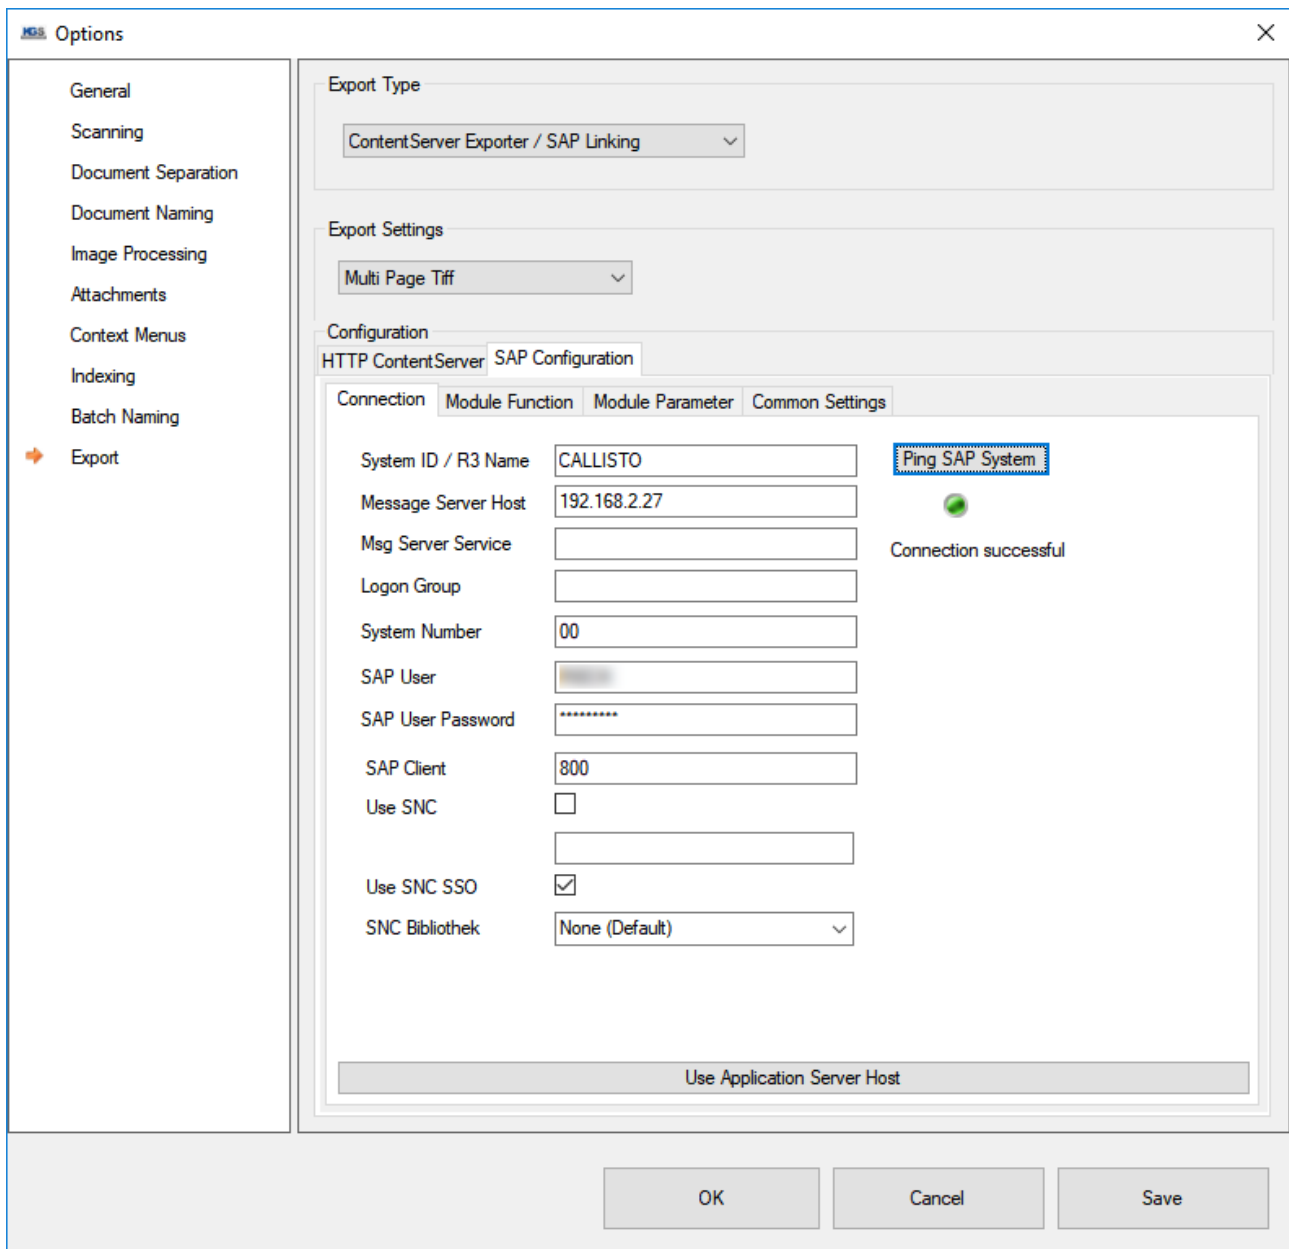 HGS Options
General
Scanning
Document Separation
Document Naming
Image Processing
Attachments
Context Menus
Indexing
Batch Naming
Export
Export Type
ContentServer Exporter / SAP Linking
Export Settings
Multi Page Tiff
Configuration
HTTP ContentServer SAP Configuration
Connection Module Function Module Parameter Common Settings
System ID / R3 Name CALLISTO Ping SAP System
Message Server Host 192.168.2.27
Msg Server Service Connection successful
Logon Group
System Number 00
SAP User
SAP User Password *********
SAP Client 800
Use SNC
Use SNC SSO
SNC Bibliothek None (Default)
Use Application Server Host
OK Cancel Save